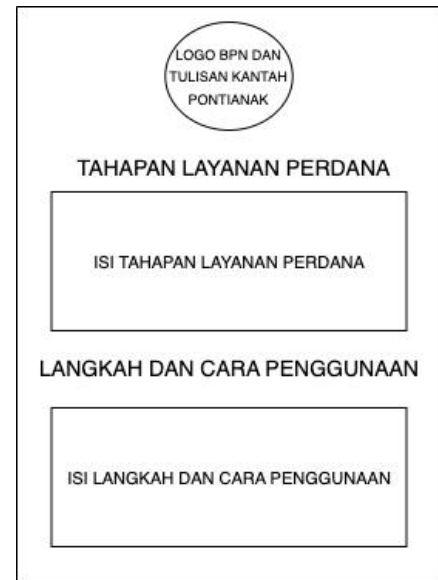 LOGO BPN DAN
TULISAN KANTAH
PONTIANAK
TAHAPAN LAYANAN PERDANA
ISI TAHAPAN LAYANAN PERDANA
LANGKAH DAN CARA PENGGUNAAN
ISI LANGKAH DAN CARA PENGGUNAAN